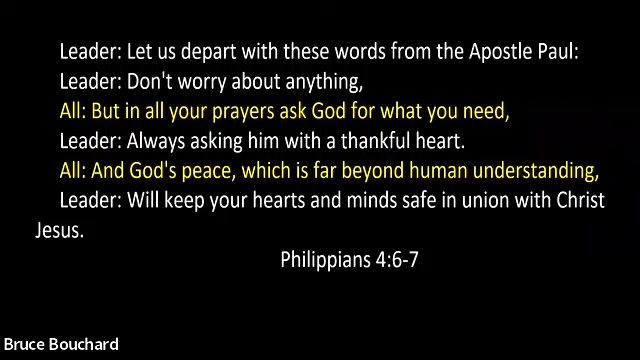 Leader: Let us depart with these words from the Apostle Paul:
Leader: Don't worry about anything,
All: But in all your prayers ask God for what you need,
Leader: Always asking him with a thankful heart.
All: And God's peace, which is far beyond human understanding,
Leader: Will keep your hearts and minds safe in union with Christ
Jesus.
Philippians 4:6-7
Bruce Bouchard